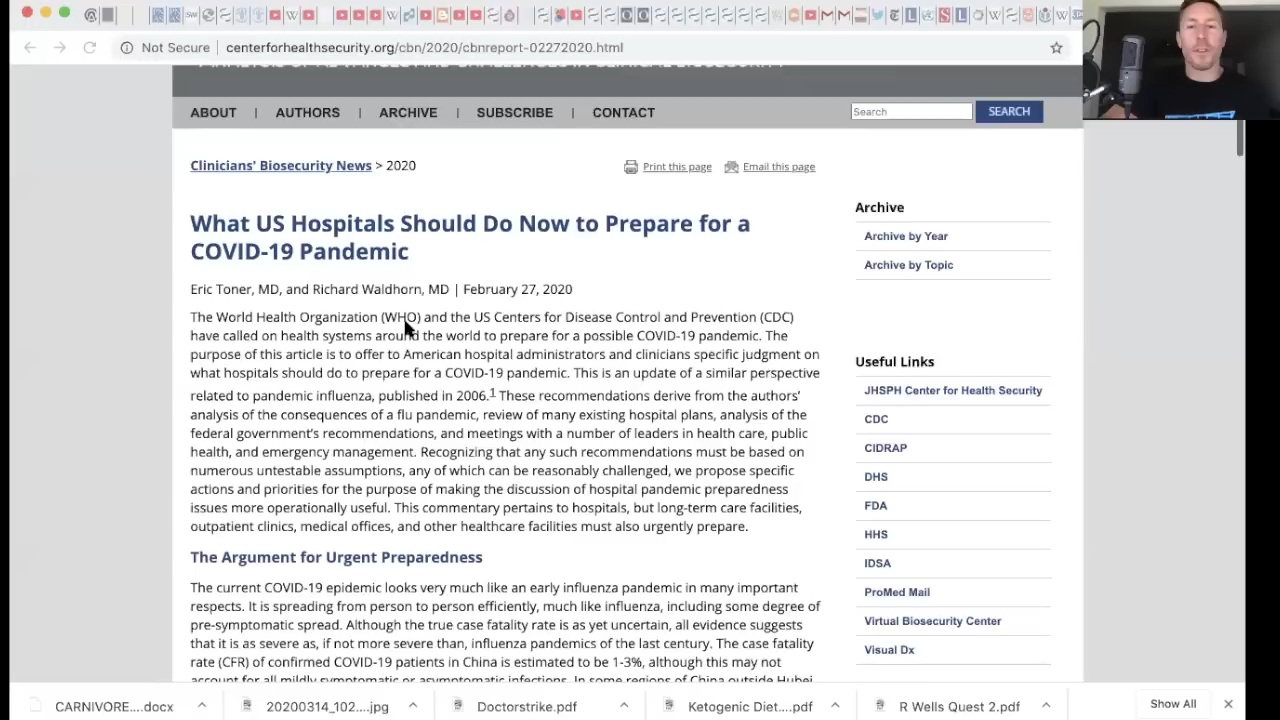 Not Secure | centerforhealthsecurity.org/cbn/2020/cbnreport-02272020.html
ABOUT | AUTHORS | ARCHIVE | SUBSCRIBE | CONTACT
Search SEARCH
Clinicians' Biosecurity News > 2020
Print this page Email this page
What US Hospitals Should Do Now to Prepare for a
COVID-19 Pandemic
Eric Toner, MD, and Richard Waldhorn, MD | February 27, 2020
The World Health Organization (WHO) and the US Centers for Disease Control and Prevention (CDC)
have called on health systems around the world to prepare for a possible COVID-19 pandemic. The
purpose of this article is to offer to American hospital administrators and clinicians specific judgment on
what hospitals should do to prepare for a COVID-19 pandemic. This is an update of a similar perspective
related to pandemic influenza, published in 2006.1 These recommendations derive from the authors'
analysis of the consequences of a flu pandemic, review of many existing hospital plans, analysis of the
federal government's recommendations, and meetings with a number of leaders in health care, public
health, and emergency management. Recognizing that any such recommendations must be based on
numerous untestable assumptions, any of which can be reasonably challenged, we propose specific
actions and priorities for the purpose of making the discussion of hospital pandemic preparedness
issues more operationally useful. This commentary pertains to hospitals, but long-term care facilities,
outpatient clinics, medical offices, and other healthcare facilities must also urgently prepare.
The Argument for Urgent Preparedness
The current COVID-19 epidemic looks very much like an early influenza pandemic in many important
respects. It is spreading from person to person efficiently, much like influenza, including some degree of
pre-symptomatic spread. Although the true case fatality rate is as yet uncertain, all evidence suggests
that it is as severe as, if not more severe than, influenza pandemics of the last century. The case fatality
rate (CFR) of confirmed COVID-19 patients in China is estimated to be 1-3%, although this may not
account for all mildly symptomatic or asymptomatic infections. In some regions of China outside Hubei
Archive
Archive by Year
Archive by Topic
Useful Links
JHSPH Center for Health Security
CDC
CIDRAP
DHS
FDA
HHS
IDSA
ProMed Mail
Virtual Biosecurity Center
Visual Dx
CARNIVORE....docx
20200314_102....jpg
Doctorstrike.pdf
Ketogenic Diet....pdf
R Wells Quest 2.pdf
Show All